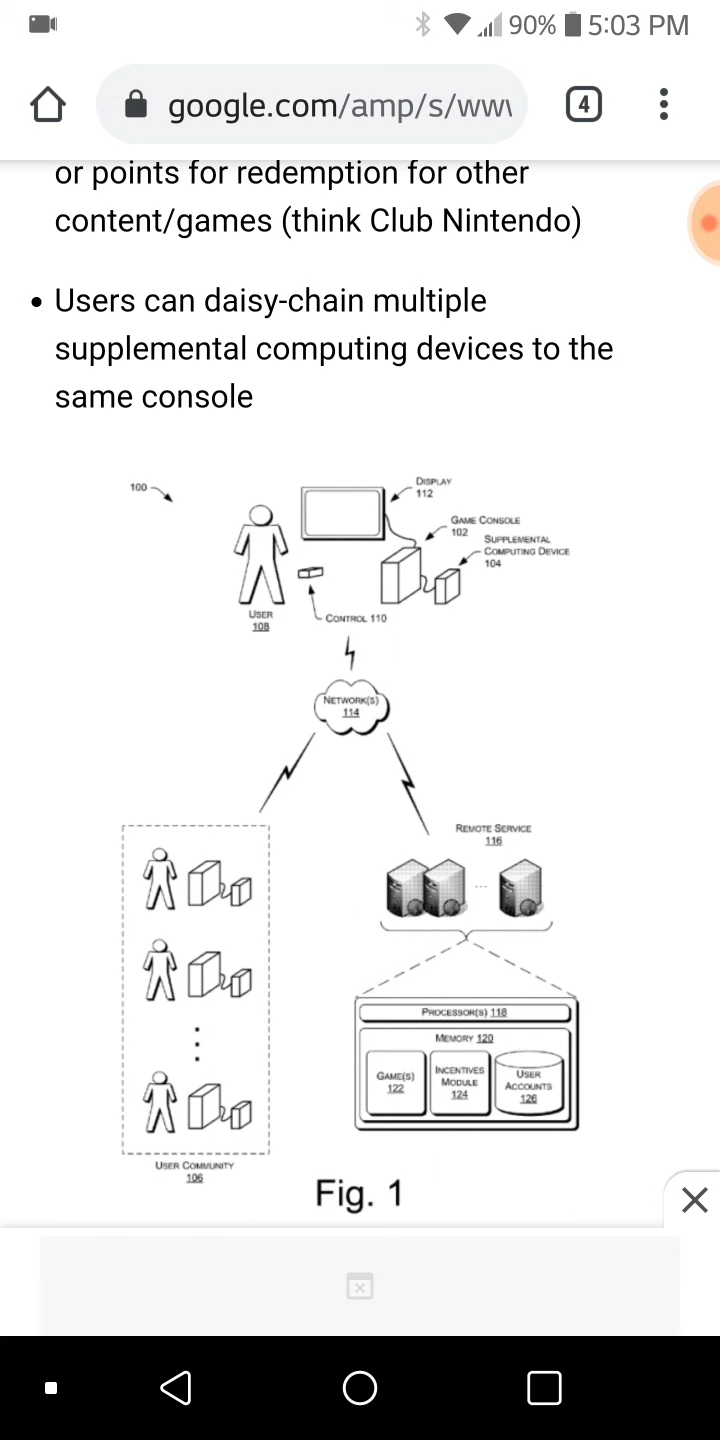 90% 5:03 PM
google.com/amp/s/ww
4
or points for redemption for other
content/games (think Club Nintendo)
• Users can daisy-chain multiple
supplemental computing devices to the
same console
100
DISPLAY
112
GAME CONSOLE
102
SUPPLEMENTAL
COMPUTING DEVICE
104
USER
108
CONTROL 110
NETWORK(S)
114
REMOTE SERVICE
116
PROCESSOR(S) 118
MEMORY 120
GAME(S)
122
INCENTIVES
MODULE
124
USER
ACCOUNTS
126
USER COMMUNITY
106
Fig. 1